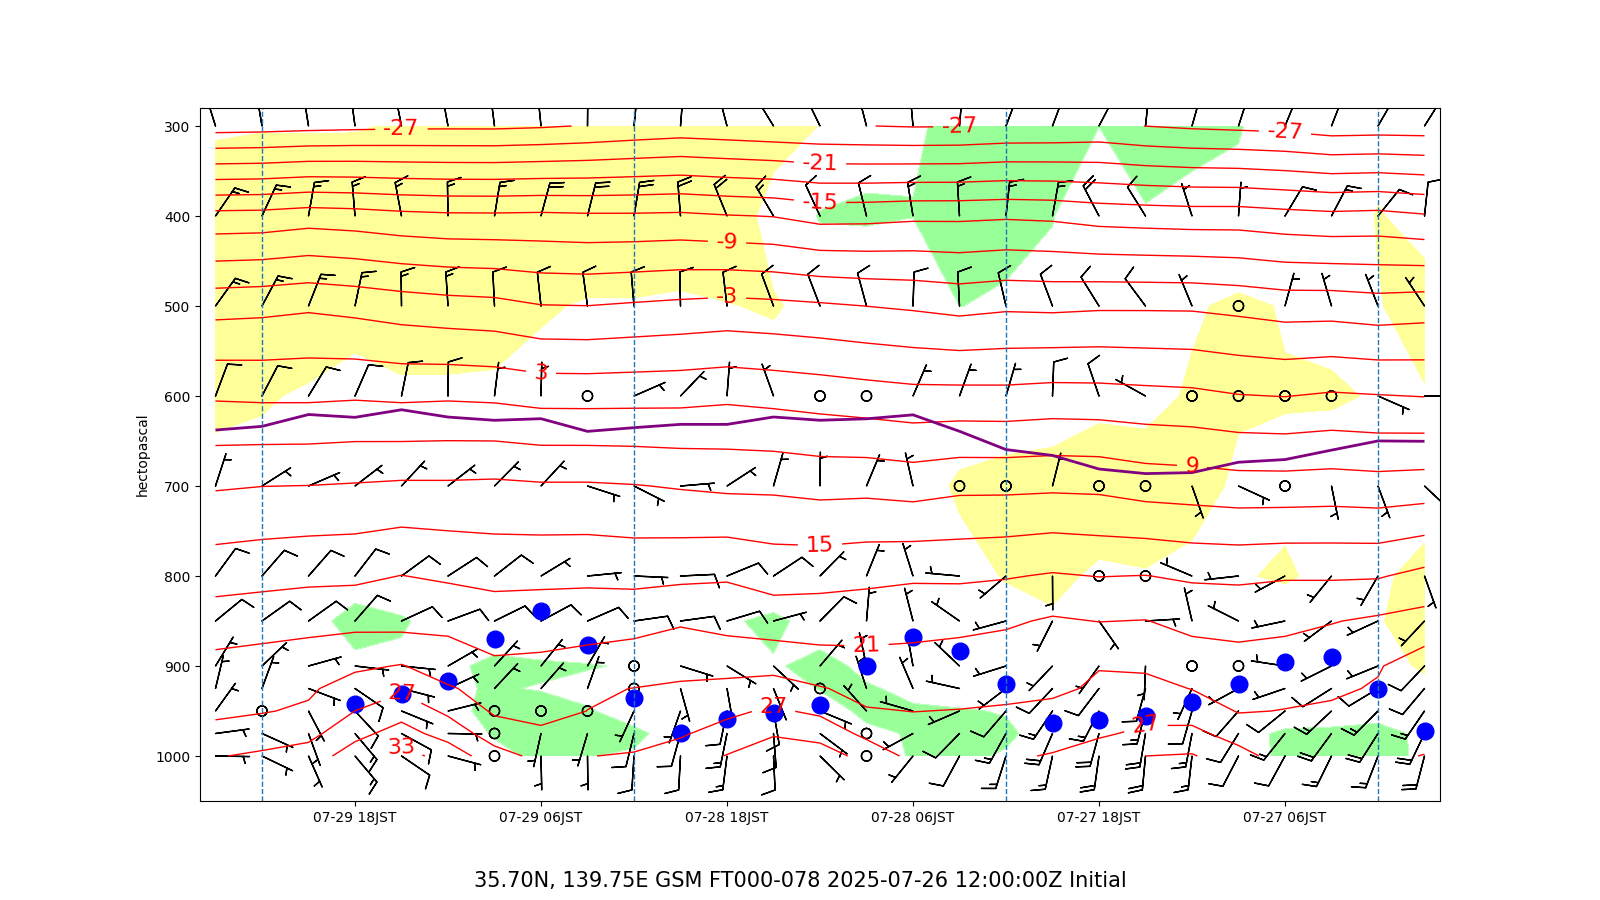 300
400
500
600
700
800
900
1000
hectopascal
-27
-27
-27
-21
-15
-9
-3
3
9
15
21
27
27
27
33
07-29 18JST
07-29 06JST
07-28 18JST
07-28 06JST
07-27 18JST
07-27 06JST
35.70N, 139.75E GSM FT000-078 2025-07-26 12:00:00Z Initial